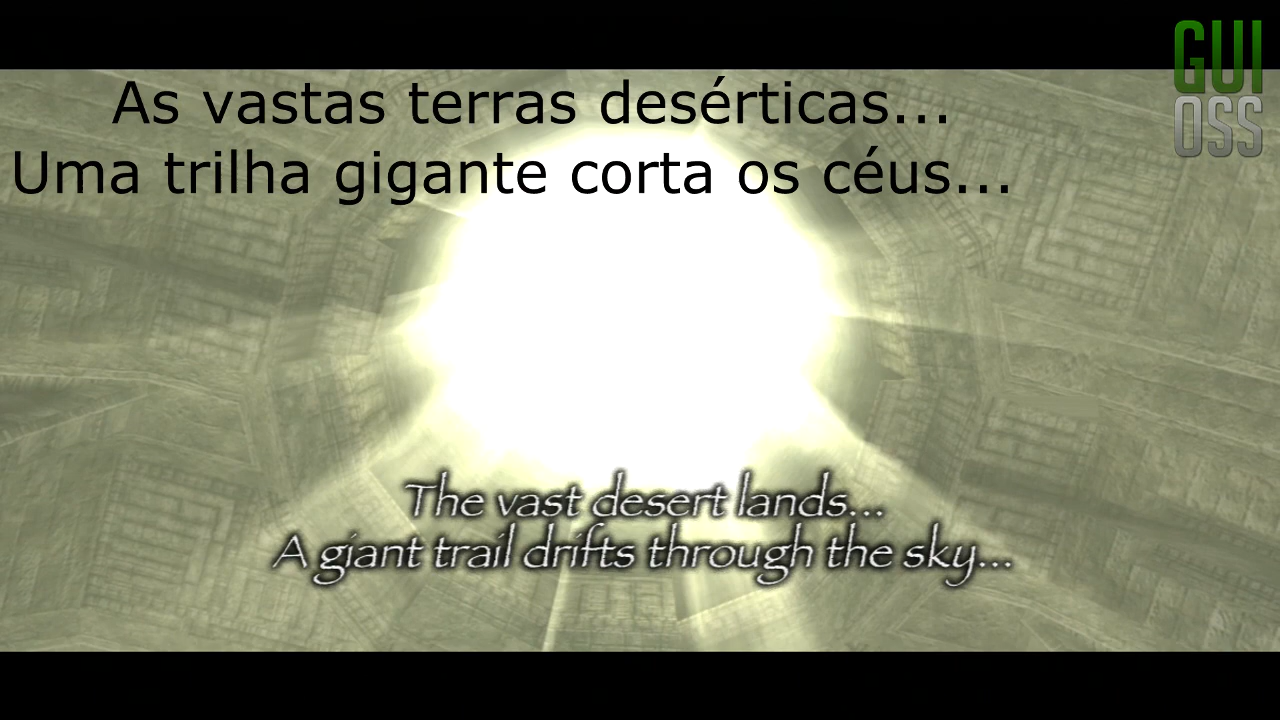 GUI
OSS
As vastas terras desérticas...
Uma trilha gigante corta os céus...
The vast desert lands...
A giant trail drifts through the sky...